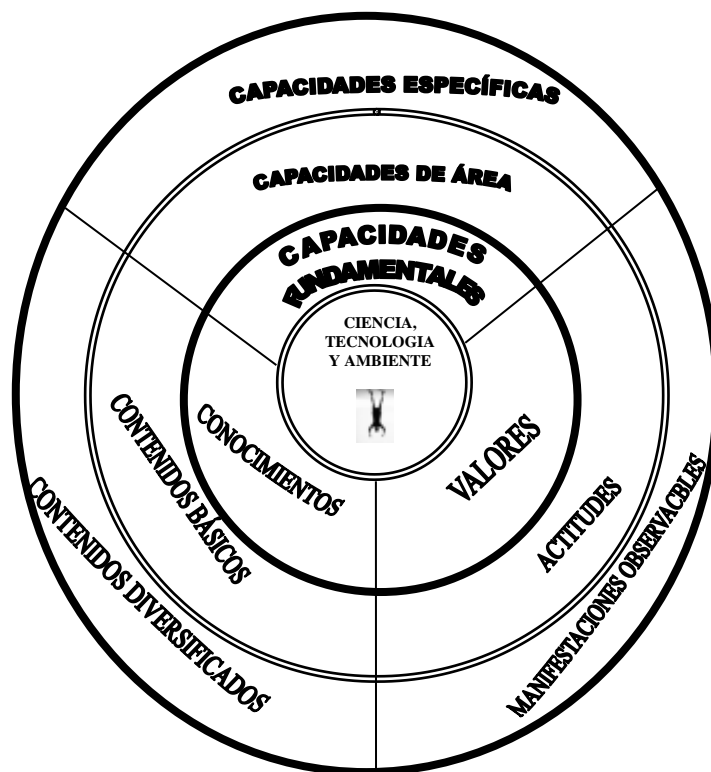 CAPACIDADES ESPECÍFICAS
CAPACIDADES DE ÁREA
CAPACIDADES
FUNDAMENTALES
CIENCIA,
TECNOLOGIA
Y AMBIENTE
CONOCIMIENTOS
VALORES
CONTENIDOS BÁSICOS
ACTITUDES
CONTENIDOS DIVERSIFICADOS
MANIFESTACIONES OBSERVACBLES